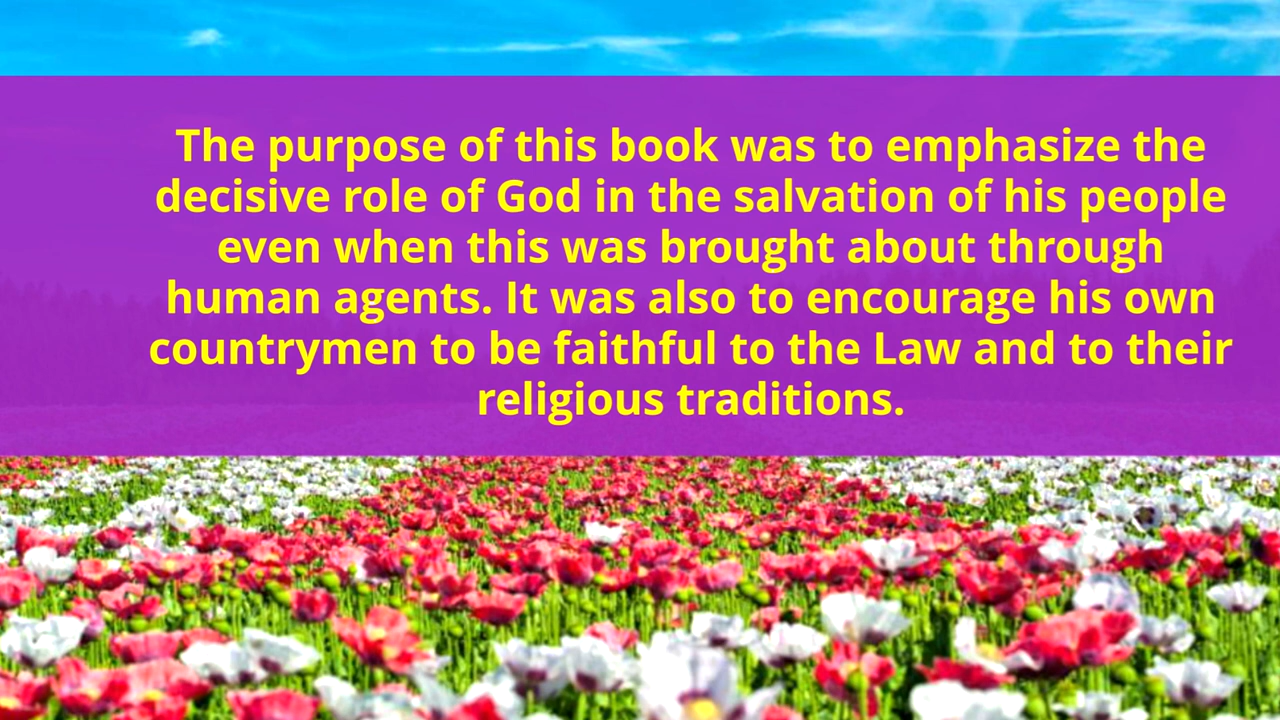 The purpose of this book was to emphasize the
decisive role of God in the salvation of his people
even when this was brought about through
human agents. It was also to encourage his own
countrymen to be faithful to the Law and to their
religious traditions.